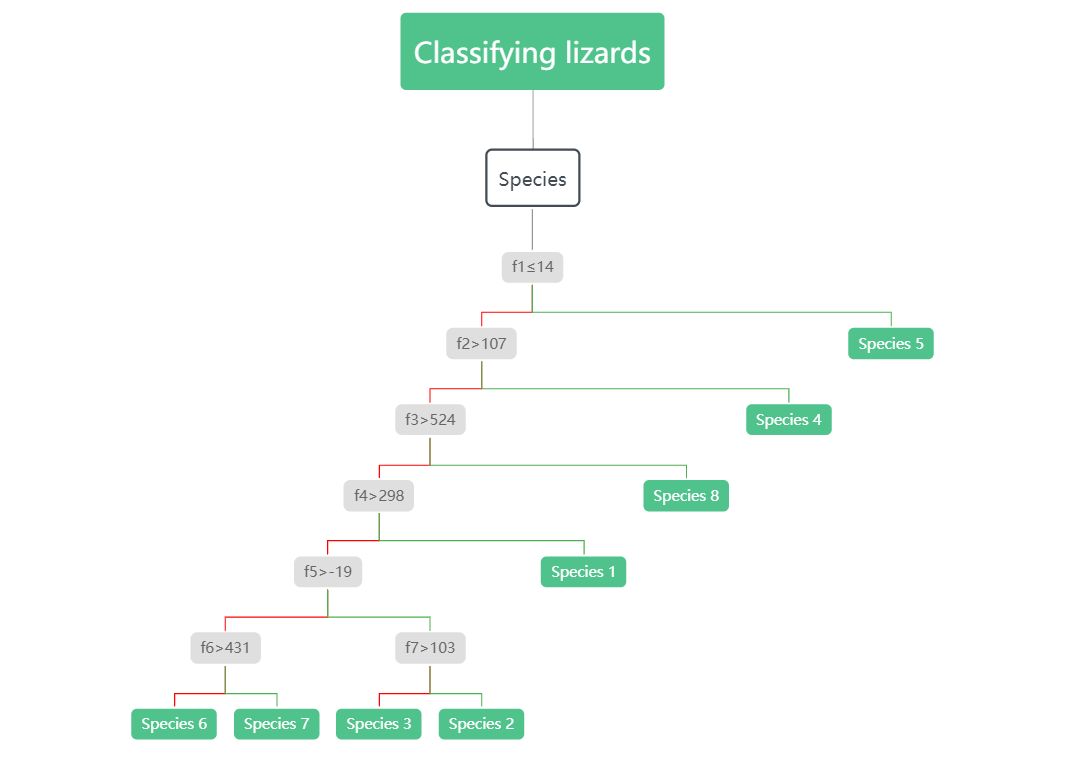 Classifying lizards
Species
f1≤14
f2>107
Species 5
f3>524
Species 4
f4>298
Species 8
f5>-19
Species 1
f6>431
f7>103
Species 6
Species 7
Species 3
Species 2